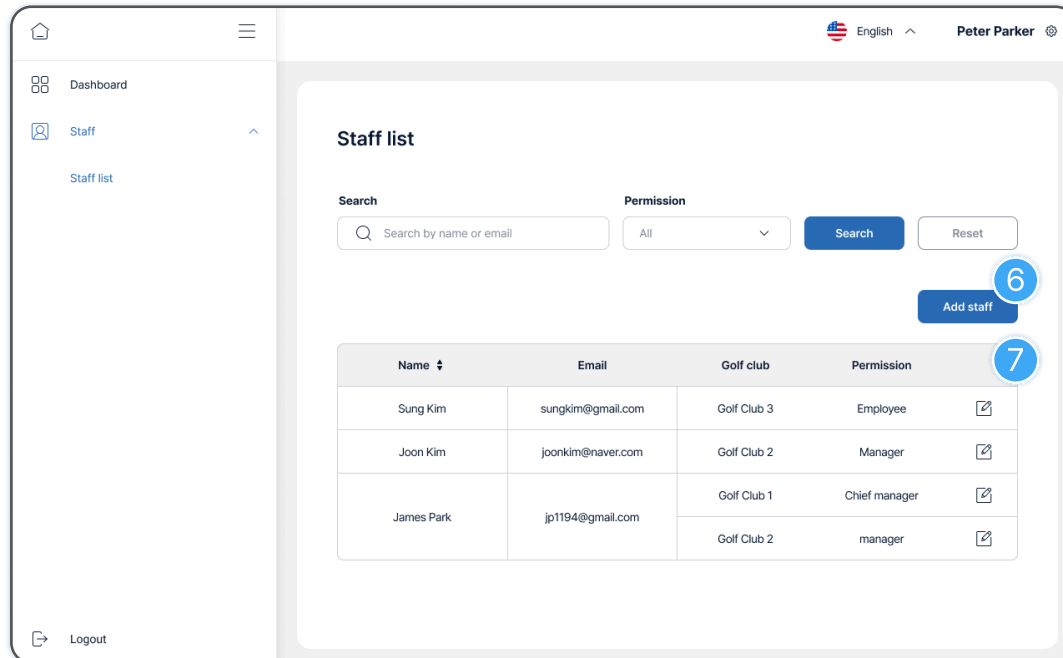 English
Peter Parker
Dashboard
Staff
Staff list
Staff list
Search
Permission
Search by name or email
All
Search
Reset
6
Add staff
7
Name Email Golf club Permission
Sung Kim sungkim@gmail.com Golf Club 3 Employee
Joon Kim joonkim@naver.com Golf Club 2 Manager
James Park jp1194@gmail.com Golf Club 1 Chief manager
Golf Club 2 manager
Logout